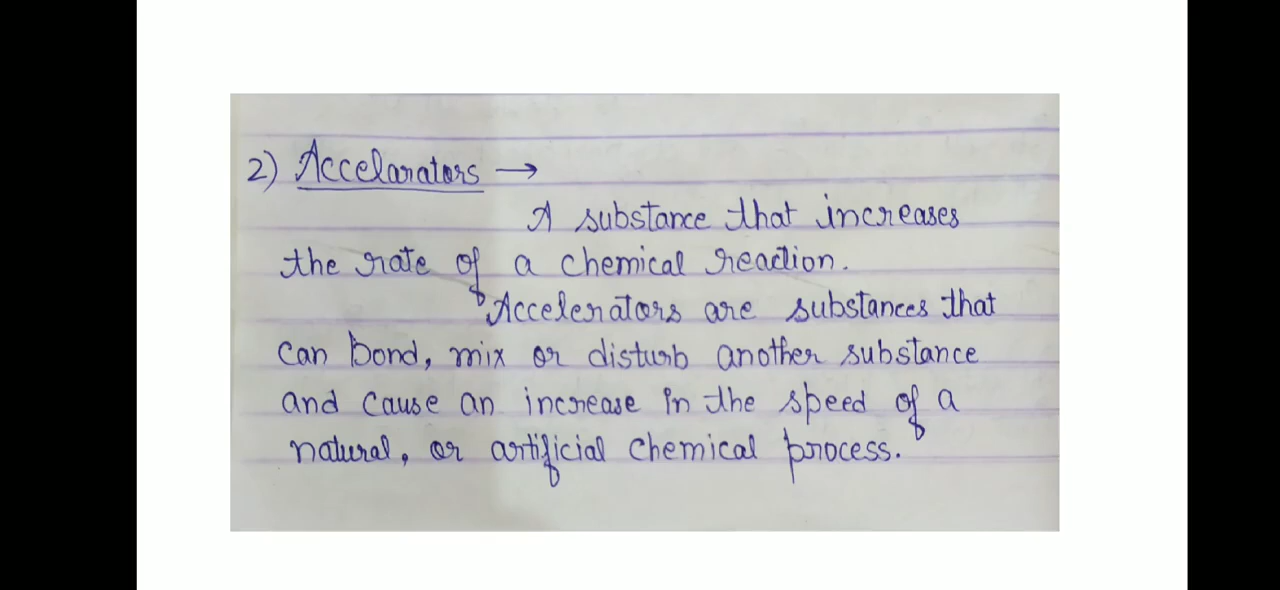 2) Accelarators →
A substance that increases
the rate of a chemical reaction.
Accelerators are substances that
can bond, mix or disturb another substance
and cause an increase in the speed of a
natural, or artificial chemical process.